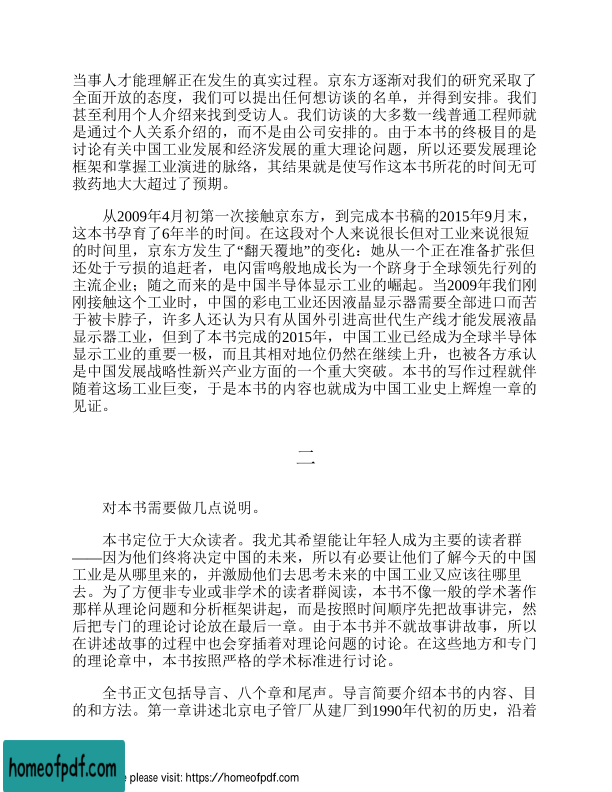 当事人才能理解正在发生的真实过程。京东方逐渐对我们的研究采取了
全面开放的态度，我们可以提出任何想访谈的名单，并得到安排。我们
甚至利用个人介绍来找到受访人。我们访谈的大多数一线普通工程师就
是通过个人关系介绍的，而不是由公司安排的。由于本书的终极目的是
讨论有关中国工业发展和经济发展的重大理论问题，所以还要发展理论
框架和掌握工业演进的脉络，其结果就是使写作这本书所花的时间无可
救药地大大超过了预期。
从2009年4月初第一次接触京东方，到完成本书稿的2015年9月末，
这本书孕育了6年半的时间。在这段对个人来说很长但对工业来说很短
的时间里，京东方发生了“翻天覆地”的变化：她从一个正在准备扩张但
还处于亏损的追赶者，电闪雷鸣般地成长为一个跻身于全球领先行列的
主流企业；随之而来的是中国半导体显示工业的崛起。当2009年我们刚
刚接触这个工业时，中国的彩电工业还因液晶显示器需要全部进口而苦
于被卡脖子，许多人还认为只有从国外引进高世代生产线才能发展液晶
显示器工业，但到了本书完成的2015年，中国工业已经成为全球半导体
显示工业的重要一极，而且其相对地位仍然在继续上升，也被各方承认
是中国发展战略性新兴产业方面的一个重大突破。本书的写作过程就伴
随着这场工业巨变，于是本书的内容也就成为中国工业史上辉煌一章的
见证。
二
对本书需要做几点说明。
本书定位于大众读者。我尤其希望能让年轻人成为主要的读者群
——因为他们终将决定中国的未来，所以有必要让他们了解今天的中国
工业是从哪里来的，并激励他们去思考未来的中国工业又应该往哪里
去。为了方便非专业或非学术的读者群阅读，本书不像一般的学术著作
那样从理论问题和分析框架讲起，而是按照时间顺序先把故事讲完，然
后把专门的理论讨论放在最后一章。由于本书并不就故事讲故事，所以
在讲述故事的过程中也会穿插着对理论问题的讨论。在这些地方和专门
的理论章中，本书按照严格的学术标准进行讨论。
全书正文包括导言、八个章和尾声。导言简要介绍本书的内容、目
的和方法。第一章讲述北京电子管厂从建厂到1990年代初的历史，沿着
homeofpdf.com
e please visit: https://homeofpdf.com